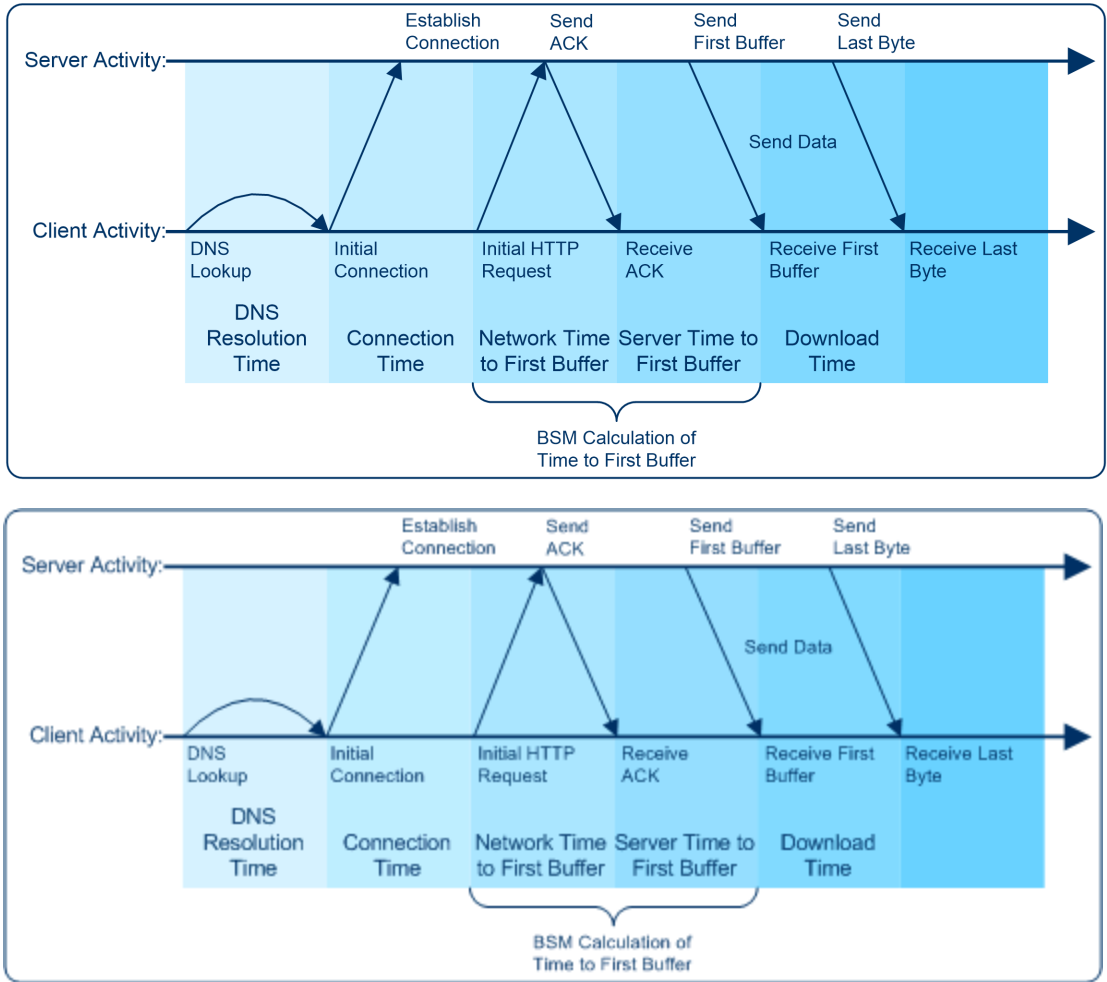 Establish
Connection
Send
ACK
Send
First Buffer
Send
Last Byte
Server Activity:
Send Data
Client Activity:
DNS
Lookup
Initial
Connection
Initial HTTP
Request
Receive
ACK
Receive First
Buffer
Receive Last
Byte
DNS
Resolution
Time
Connection
Time
Network Time
to First Buffer
Server Time to
First Buffer
Download
Time
BSM Calculation of
Time to First Buffer
Establish
Connection
Send
ACK
Send
First Buffer
Send
Last Byte
Server Activity:
Send Data
Client Activity:
DNS
Lookup
Initial
Connection
Initial HTTP
Request
Receive
ACK
Receive First
Buffer
Receive Last
Byte
DNS
Resolution
Time
Connection
Time
Network Time
to First Buffer
Server Time to
First Buffer
Download
Time
BSM Calculation of
Time to First Buffer